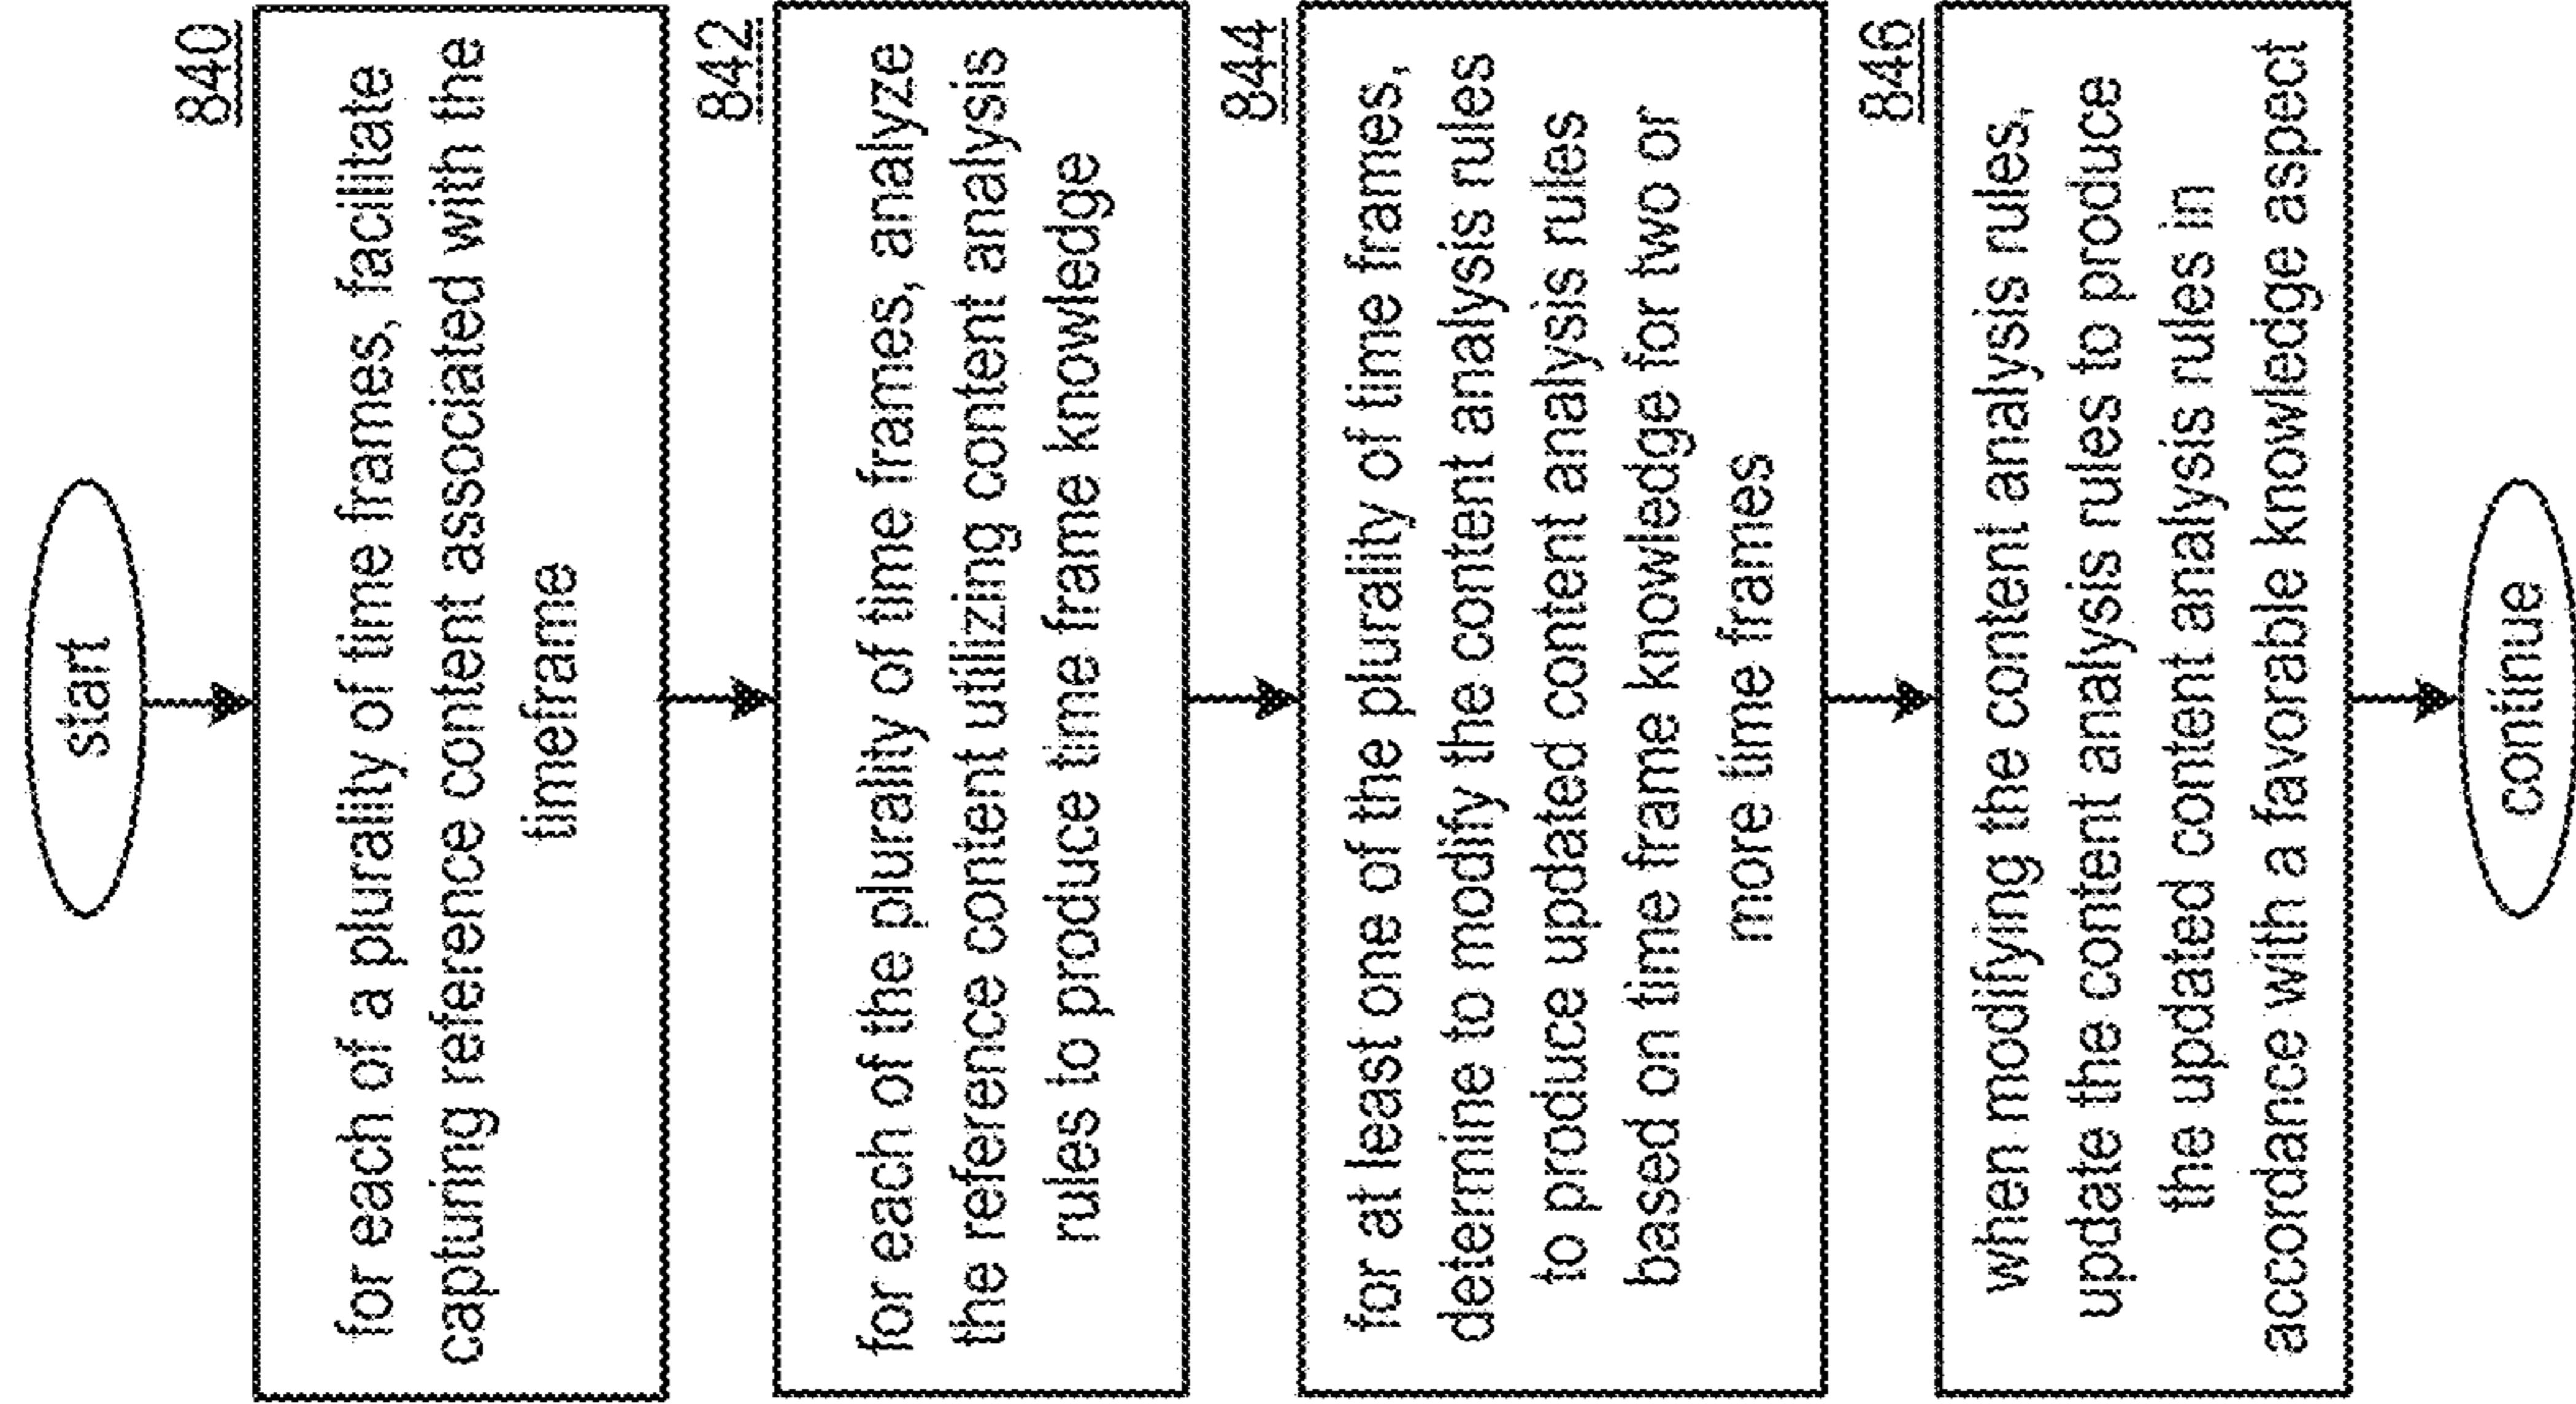 start
840
for each of a plurality of time frames, facilitate
capturing reference content associated with the
timeframe
842
for each of the plurality of time frames, analyze
the reference content utilizing content analysis
rules to produce time frame knowledge
844
for at least one of the plurality of time frames,
determine to modify the content analysis rules
to produce updated content analysis rules
based on time frame knowledge for two or
more time frames
846
when modifying the content analysis rules,
update the content analysis rules to produce
the updated content analysis rules in
accordance with a favorable knowledge aspect
continue